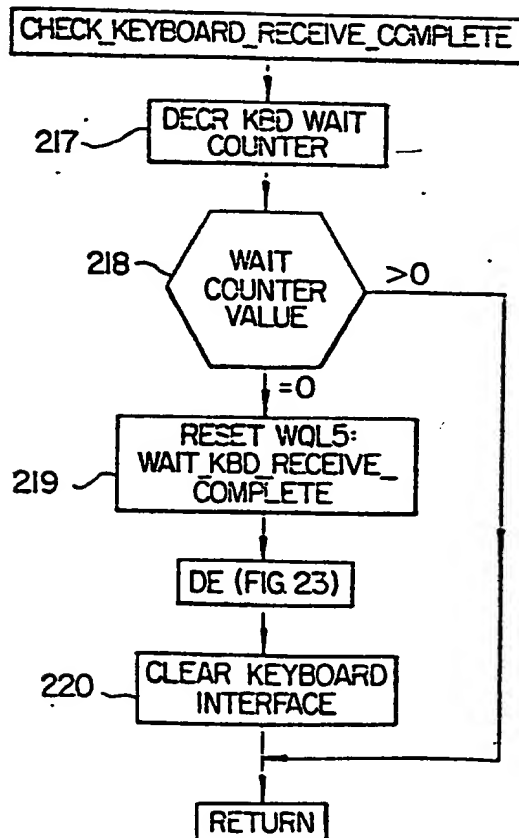 CHECK_KEYBOARD_RECEIVE_COMPLETE
217
DECR KBD WAIT
COUNTER
218
WAIT
COUNTER
VALUE
>0
=0
219
RESET WQL5:
WAIT_KBD_RECEIVE_
COMPLETE
DE (FIG. 23)
220
CLEAR KEYBOARD
INTERFACE
RETURN